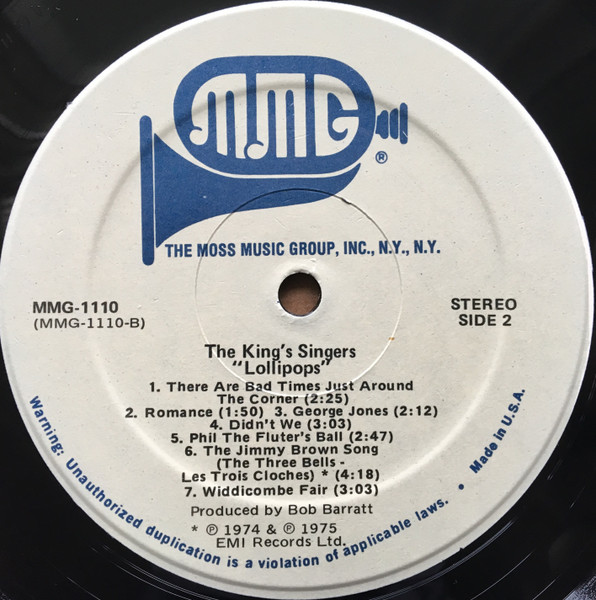 MMG®
THE MOSS MUSIC GROUP, INC., N.Y., N.Y.
MMG-1110
(MMG-1110-B)
STEREO
SIDE 2
The King's Singers
"Lollipops"
1. There Are Bad Times Just Around
The Corner (2:25)
2. Romance (1:50) 3. George Jones (2:12)
4. Didn't We (3:03)
5. Phil The Fluter's Ball (2:47)
6. The Jimmy Brown Song
(The Three Bells -
Les Trois Cloches) * (4:18)
7. Widdicombe Fair (3:03)
Produced by Bob Barratt
* ℗ 1974 & ℗ 1975
EMI Records Ltd.
Warning: Unauthorized duplication is a violation of applicable laws. • Made in U.S.A.